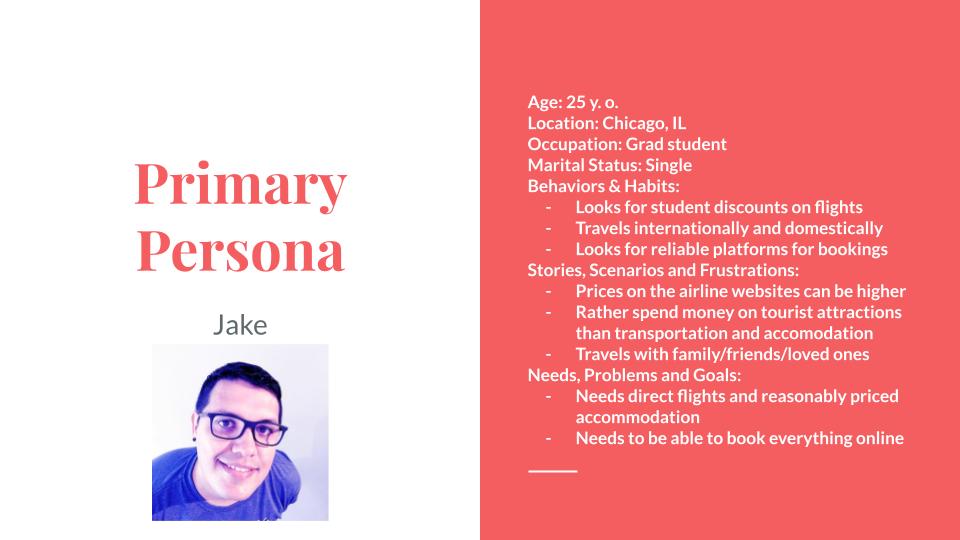 Primary
Persona
Jake
Age: 25 y. o.
Location: Chicago, IL
Occupation: Grad student
Marital Status: Single
Behaviors & Habits:
- Looks for student discounts on flights
- Travels internationally and domestically
- Looks for reliable platforms for bookings
Stories, Scenarios and Frustrations:
- Prices on the airline websites can be higher
- Rather spend money on tourist attractions
than transportation and accomodation
- Travels with family/friends/loved ones
Needs, Problems and Goals:
- Needs direct flights and reasonably priced
accommodation
- Needs to be able to book everything online